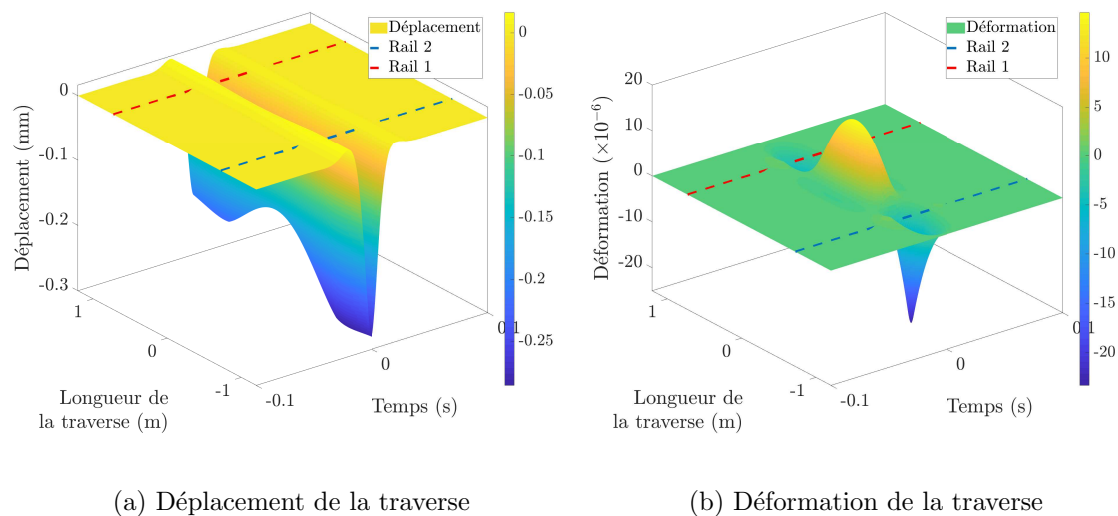 Déplacement
Rail 2
Rail 1
0
-0.05
-0.1
-0.15
-0.2
-0.25
0
-0.1
-0.2
-0.3
Déplacement (mm)
1
0
-1
Longueur de
la traverse (m)
-0.1
0
0.1
Temps (s)
(a) Déplacement de la traverse
Déformation
Rail 2
Rail 1
10
5
0
-5
-10
-15
-20
20
10
0
-10
-20
Déformation (×10⁻⁶)
1
0
-1
Longueur de
la traverse (m)
-0.1
0
0.1
Temps (s)
(b) Déformation de la traverse